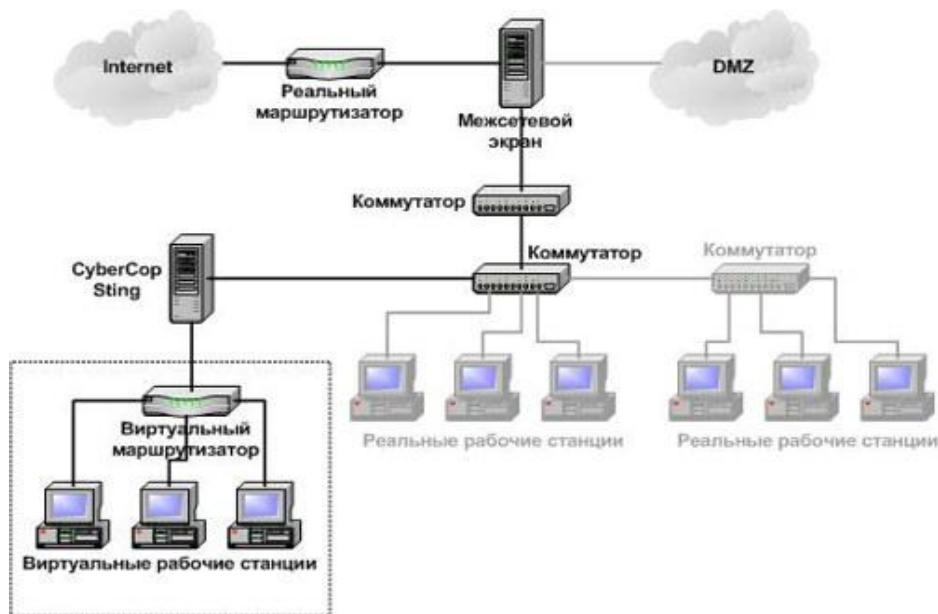 Internet
DMZ
Реальный
маршрутизатор
Межсетевой
экран
Коммутатор
Коммутатор
Коммутатор
CyberCop
Sting
Виртуальный
маршрутизатор
Реальные рабочие станции
Реальные рабочие станции
Виртуальные рабочие станции